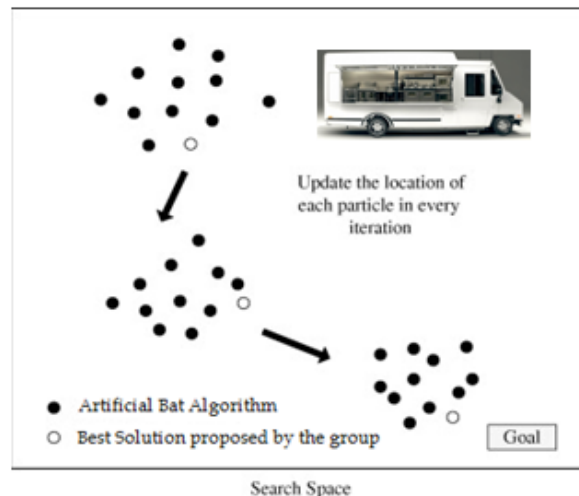 Update the location of
each particle in every
iteration
Artificial Bat Algorithm
Best Solution proposed by the group
Goal
Search Space